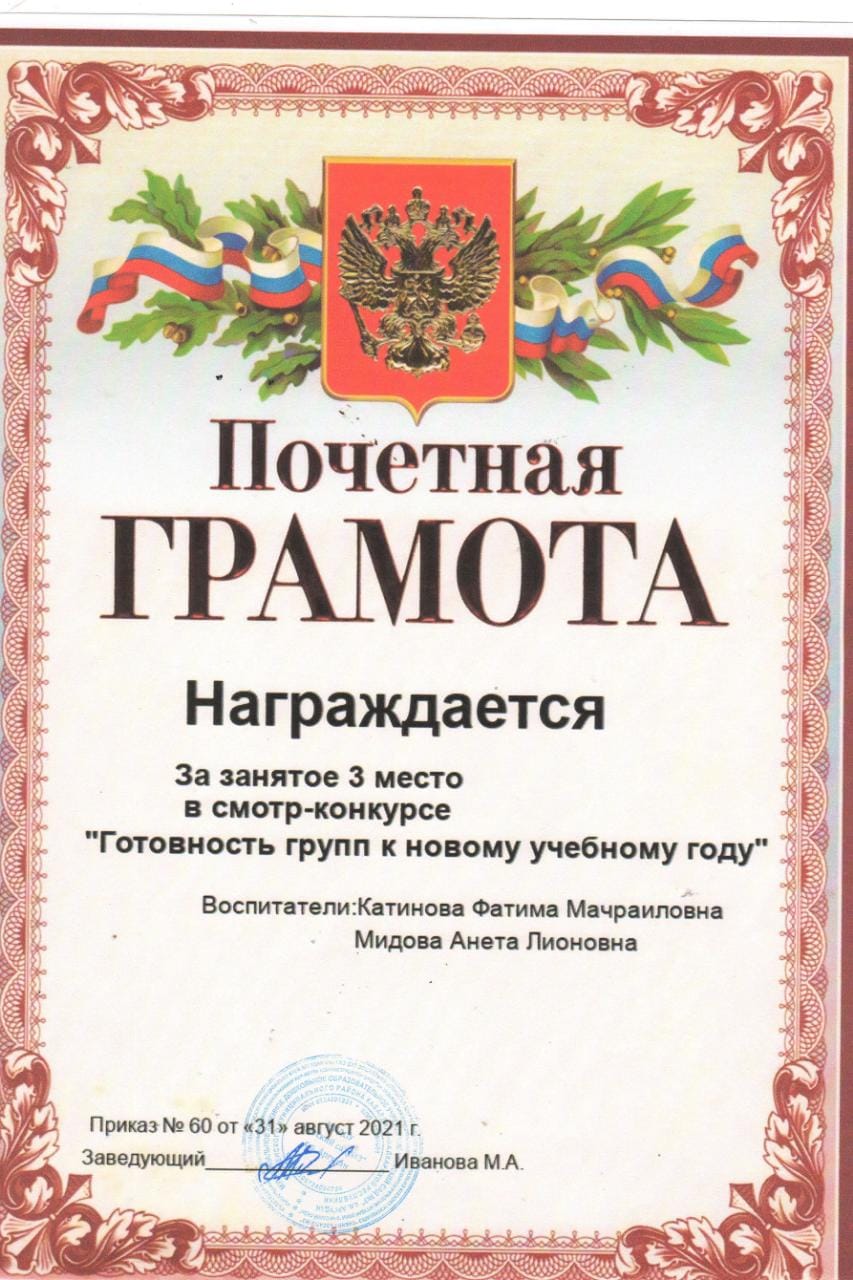 Почетная
ГРАМОТА
Награждается
За занятое 3 место
в смотр-конкурсе
"Готовность групп к новому учебному году"
Воспитатели:Катинова Фатима Мачраиловна
Мидова Анета Лионовна
Приказ № 60 от «31» август 2021 г.
Заведующий Иванова М.А.